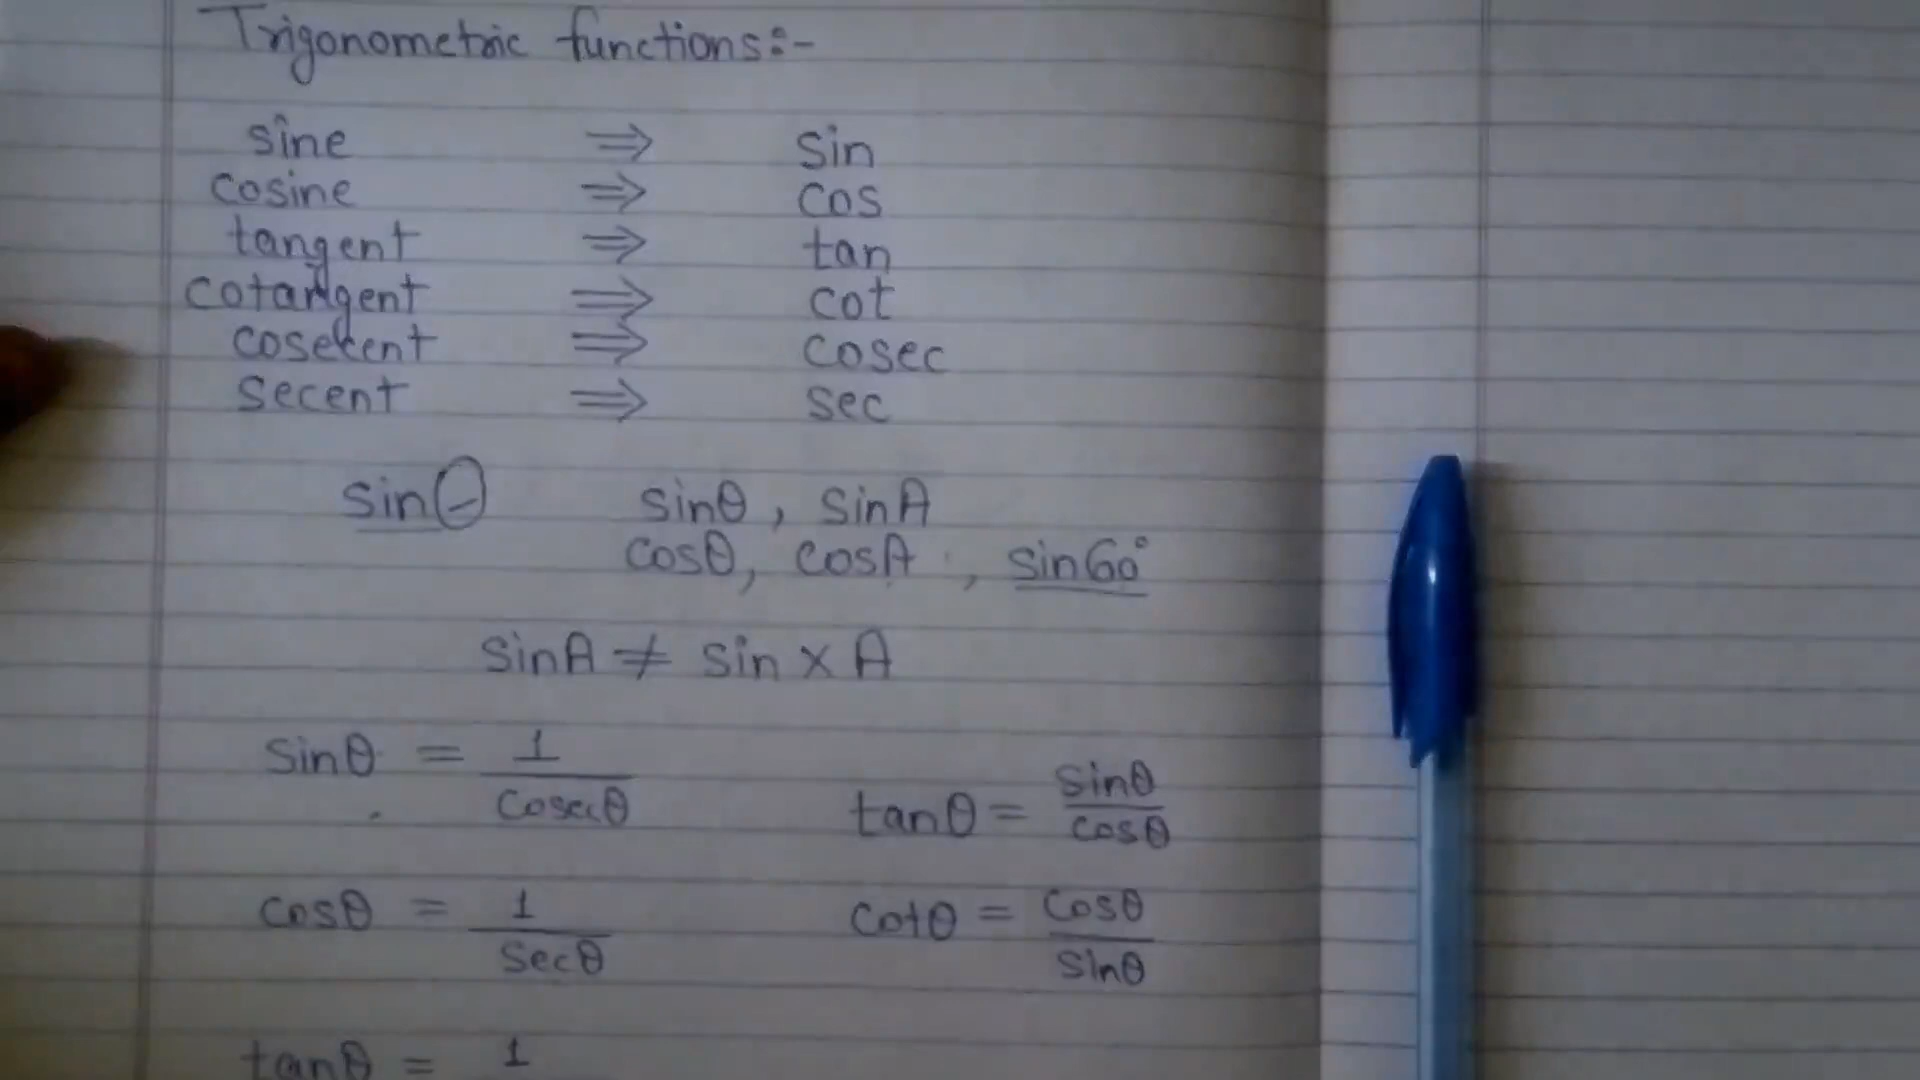 Trigonometric functions:-
sine ⇒ sin
cosine ⇒ cos
tangent ⇒ tan
cotangent ⇒ cot
cosecent ⇒ cosec
secent ⇒ sec
sinθ sinθ, sinA
cosθ, cosA, sin60°
sinA ≠ sin x A
sinθ = 1/cosecθ tanθ = sinθ/cosθ
cosθ = 1/secθ cotθ = cosθ/sinθ
tanθ = 1